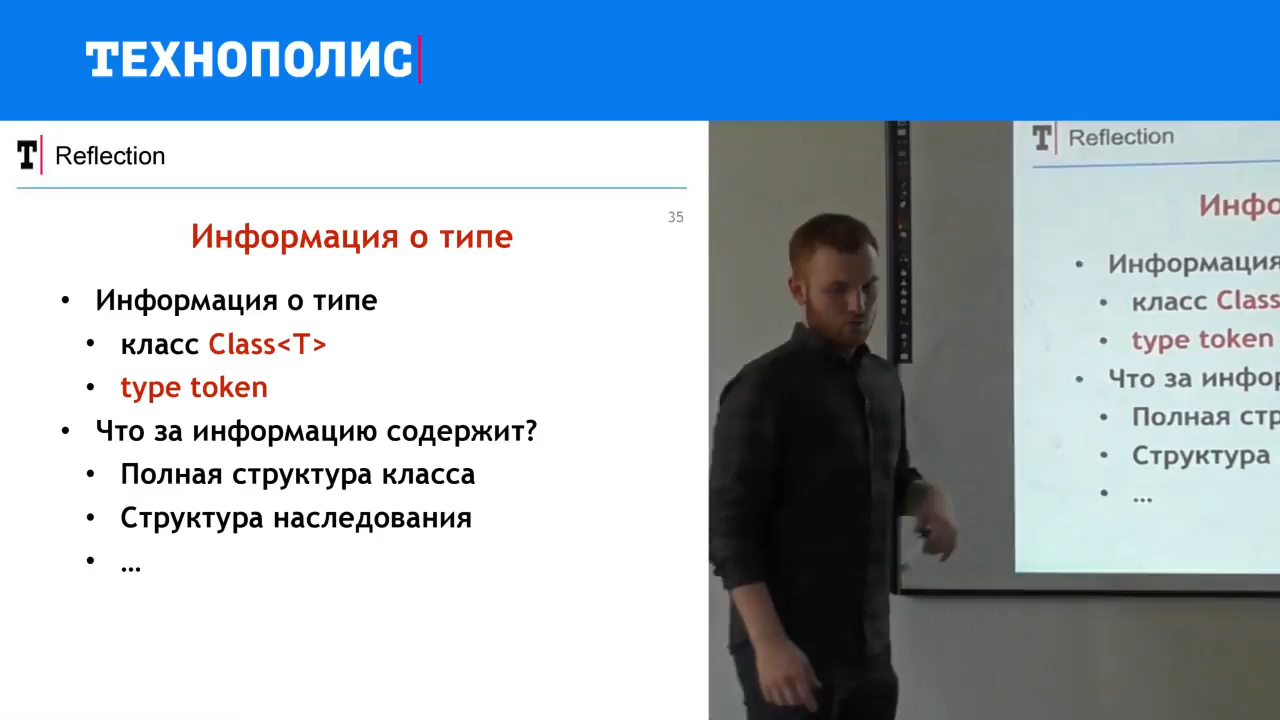 ТЕХНОПОЛИС
T Reflection
35
Информация о типе
• Информация о типе
• класс Class<T>
• type token
• Что за информацию содержит?
• Полная структура класса
• Структура наследования
• …
T Reflection
Инфо
• Информация
• класс Class
• type token
• Что за инфор
• Полная стр
• Структура
• …